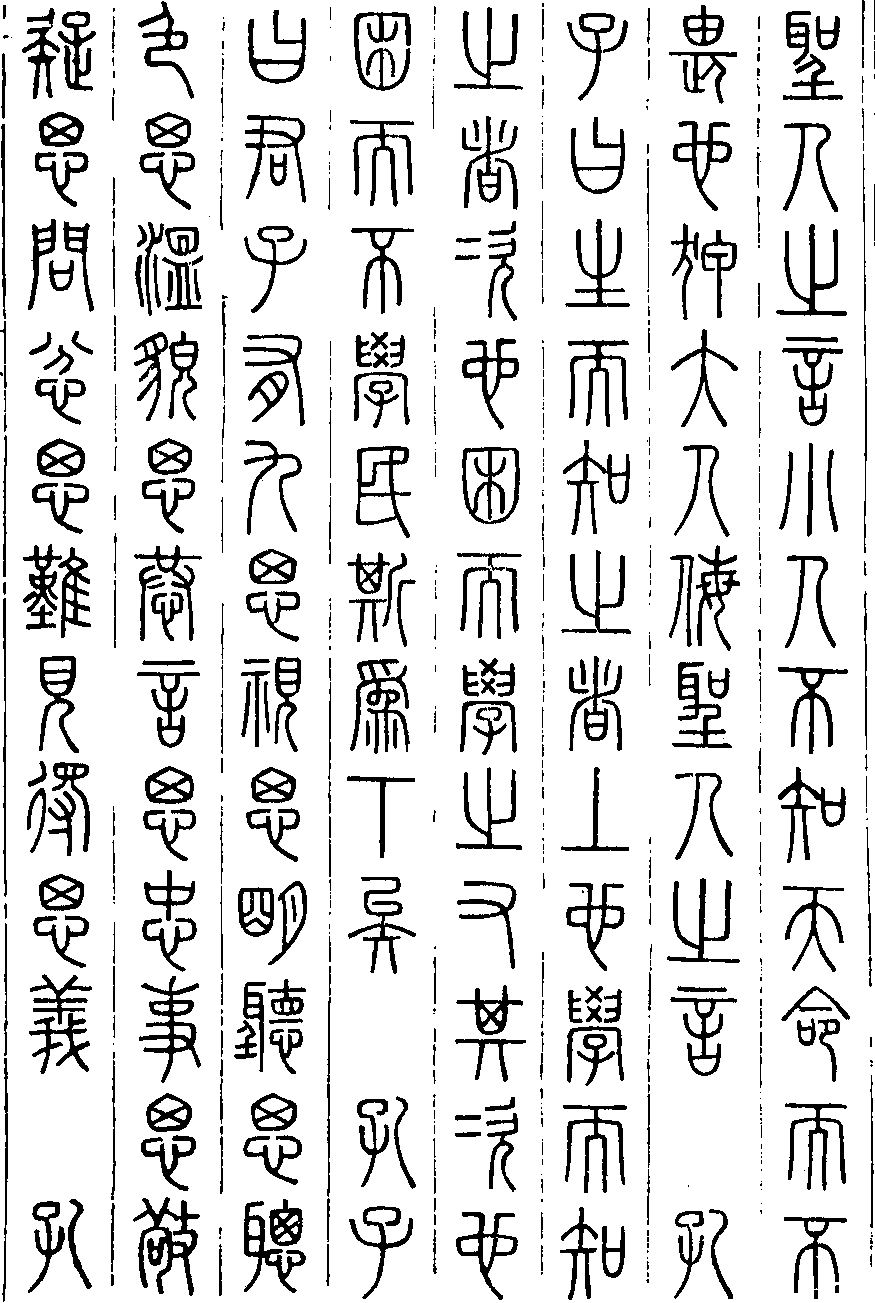 聖人之言小人不知天命而不
畏也狎大人侮聖人之言　孔
子曰生而知之者上也學而知
之者次也困而學之又其次也
困而不學民斯爲下矣　孔子
曰君子有九思視思明聽思聰
色思溫貌思恭言思忠事思敬
疑思問忿思難見得思義　孔